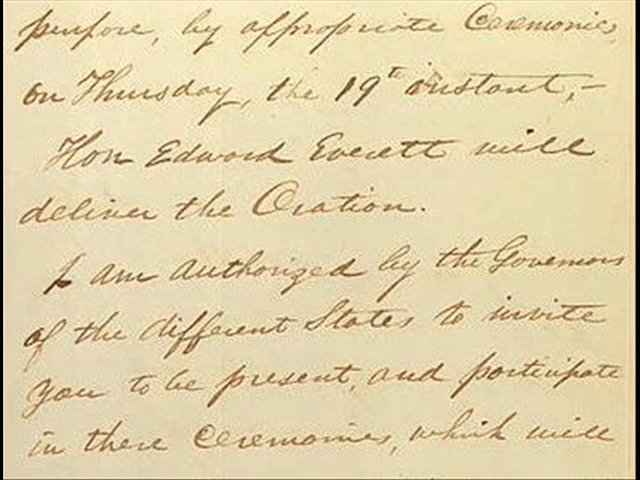 purpose, by appropriate Ceremonies,
on Thursday, the 19th instant,–
Hon Edward Everett will
deliver the Oration.
I am authorized by the Governors
of the different States to invite
you to be present, and participate
in these ceremonies, which will